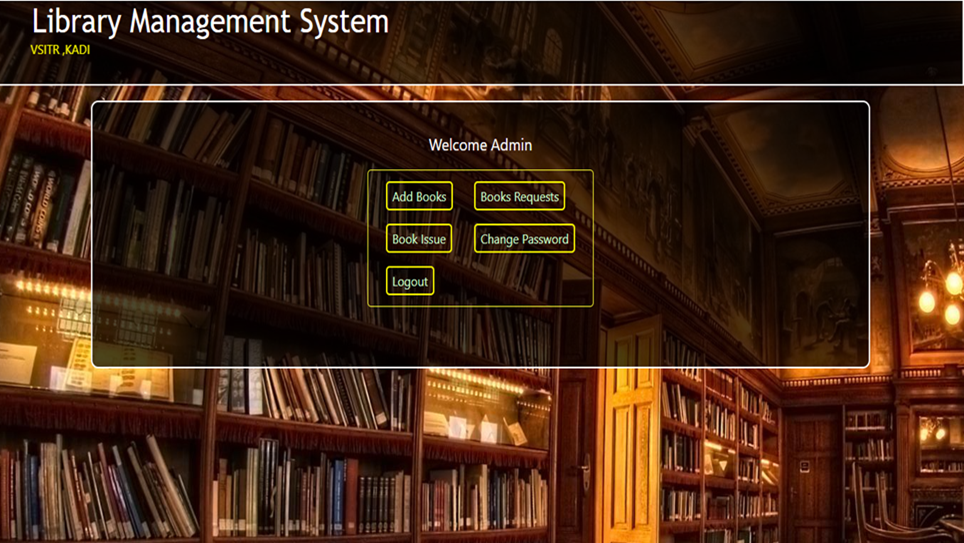 Library Management System
VSITR ,KADI
Welcome Admin
Add Books Books Requests
Book Issue Change Password
Logout